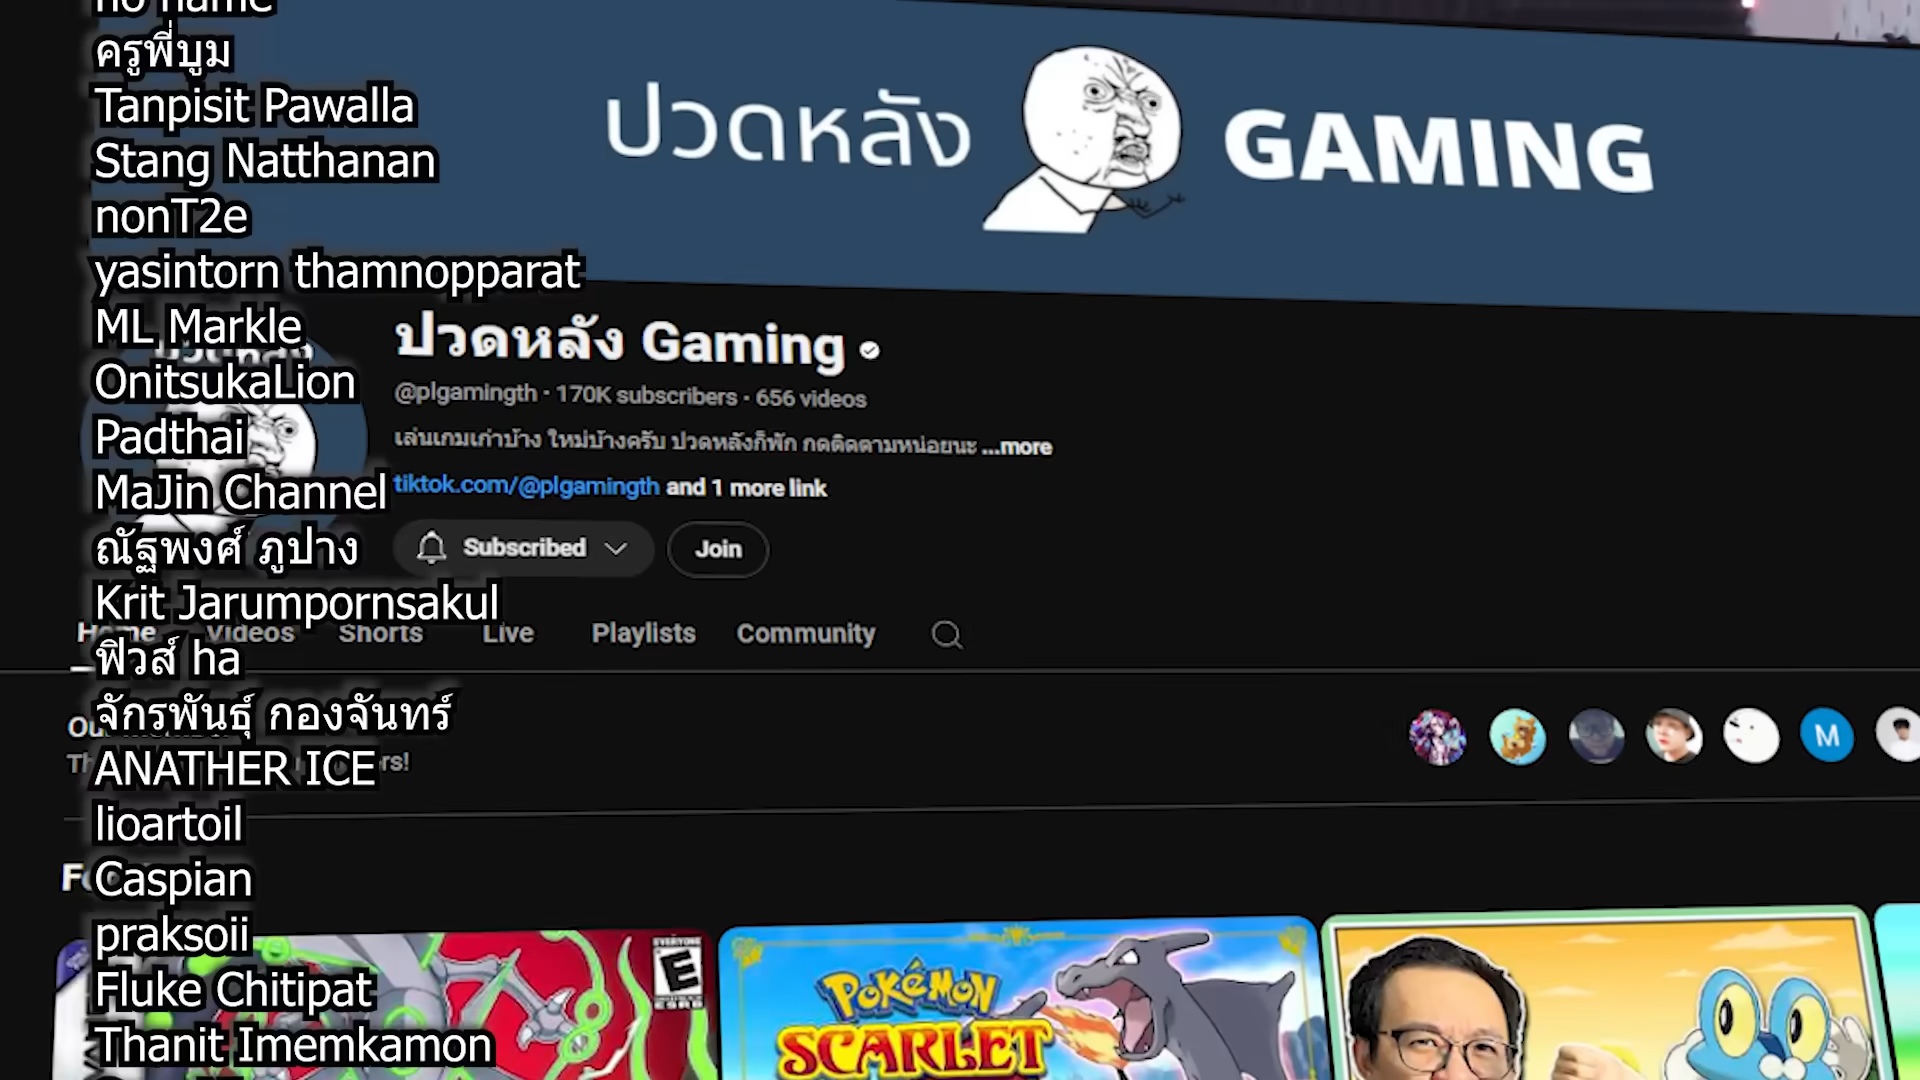 no name
ครูพี่บูม
Tanpisit Pawalla
Stang Natthanan
nonT2e
yasintorn thamnopparat
ML Markle
OnitsukaLion
Padthai
MaJin Channel
ณัฐพงศ์ ภูปาง
Krit Jarumpornsakul
ฟิวส์ ha
จักรพันธุ์ กองจันทร์
ANATHER ICE
lioartoil
Caspian
praksoii
Fluke Chitipat
Thanit Imemkamon
ปวดหลัง GAMING
ปวดหลัง Gaming
@plgamingth · 170K subscribers · 656 videos
เล่นเกมเก่าบ้าง ใหม่บ้างครับ ปวดหลังก็พัก กดติดตามหน่อยนะ ...more
tiktok.com/@plgamingth and 1 more link
Subscribed
Join
Home Videos Shorts Live Playlists Community
M
EVERYONE
E
ESRB
POKÉMON
SCARLET